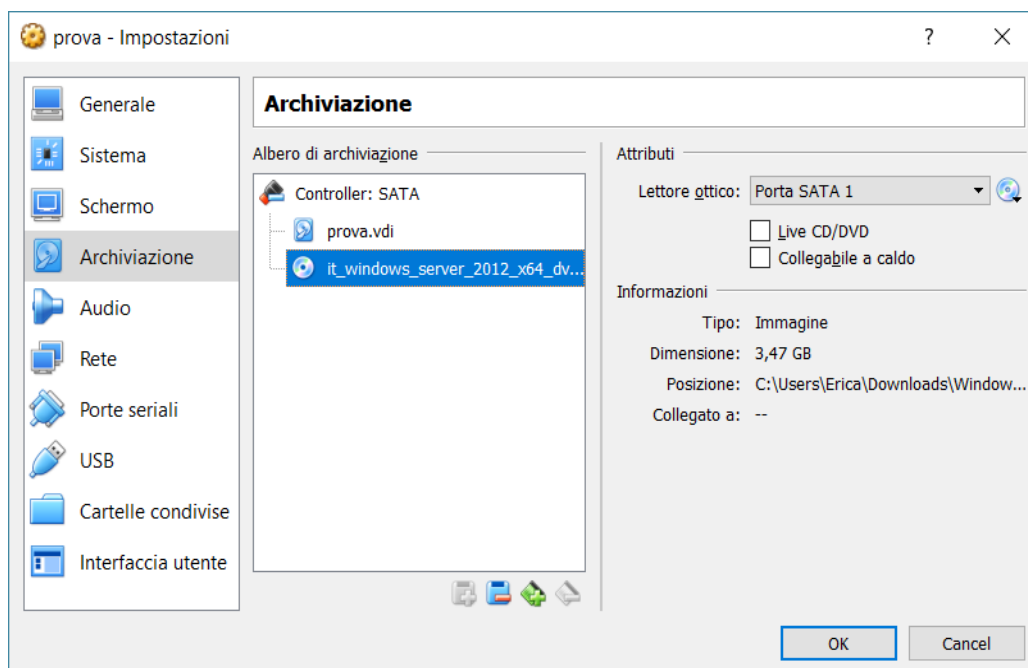 prova - Impostazioni
?
Generale
Sistema
Schermo
Archiviazione
Audio
Rete
Porte seriali
USB
Cartelle condivise
Interfaccia utente
Archiviazione
Albero di archiviazione
Controller: SATA
prova.vdi
it_windows_server_2012_x64_dv...
Attributi
Lettore ottico: Porta SATA 1
Live CD/DVD
Collegabile a caldo
Informazioni
Tipo: Immagine
Dimensione: 3,47 GB
Posizione: C:\Users\Erica\Downloads\Window...
Collegato a: --
OK
Cancel